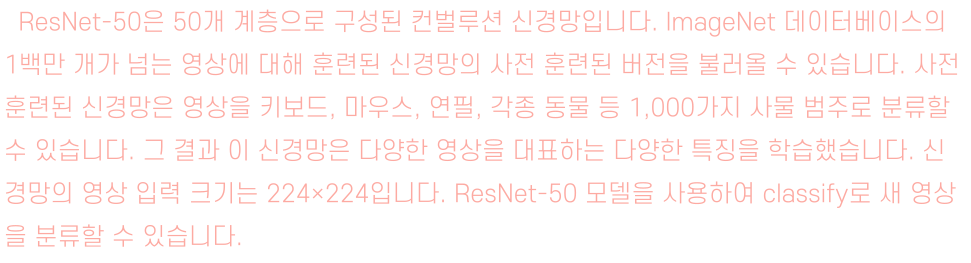 ResNet-50은 50개 계층으로 구성된 컨벌루션 신경망입니다. ImageNet 데이터베이스의
1백만 개가 넘는 영상에 대해 훈련된 신경망의 사전 훈련된 버전을 불러올 수 있습니다. 사전
훈련된 신경망은 영상을 키보드, 마우스, 연필, 각종 동물 등 1,000가지 사물 범주로 분류할
수 있습니다. 그 결과 이 신경망은 다양한 영상을 대표하는 다양한 특징을 학습했습니다. 신
경망의 영상 입력 크기는 224×224입니다. ResNet-50 모델을 사용하여 classify로 새 영상
을 분류할 수 있습니다.